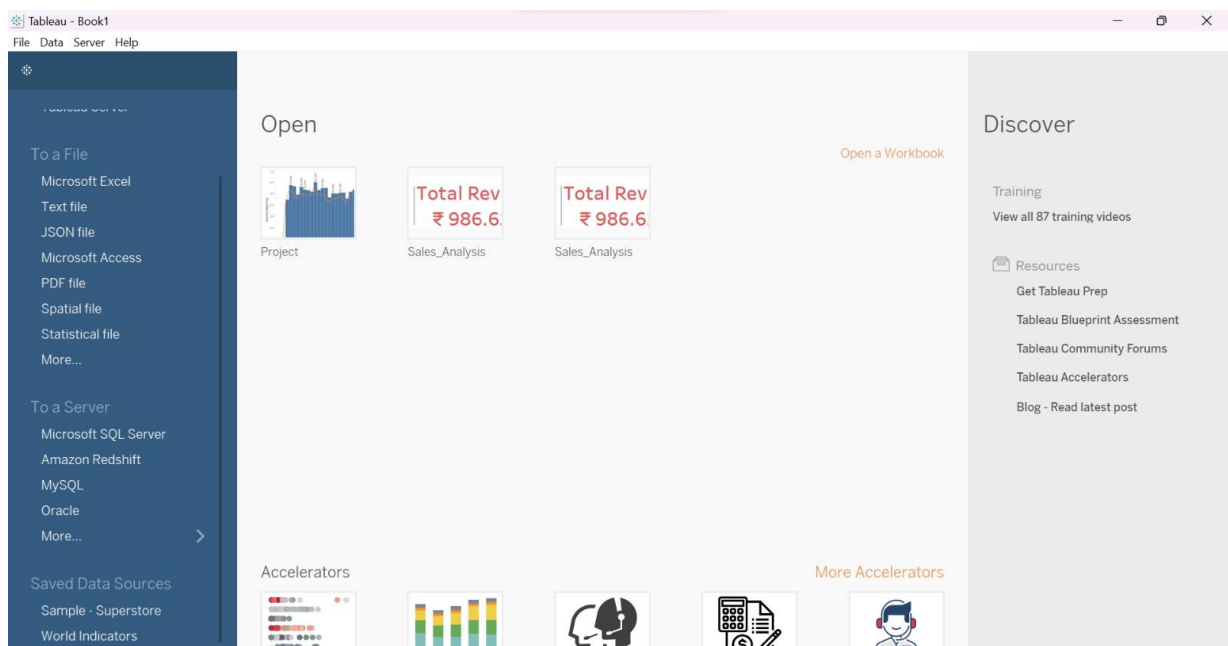 Tableau - Book1
File Data Server Help
Tableau Server
To a File
Microsoft Excel
Text file
JSON file
Microsoft Access
PDF file
Spatial file
Statistical file
More...
To a Server
Microsoft SQL Server
Amazon Redshift
MySQL
Oracle
More...
Saved Data Sources
Sample - Superstore
World Indicators
Open
Open a Workbook
Total Rev
₹ 986.6
Total Rev
₹ 986.6
Project
Sales_Analysis
Sales_Analysis
Accelerators
More Accelerators
Discover
Training
View all 87 training videos
Resources
Get Tableau Prep
Tableau Blueprint Assessment
Tableau Community Forums
Tableau Accelerators
Blog - Read latest post